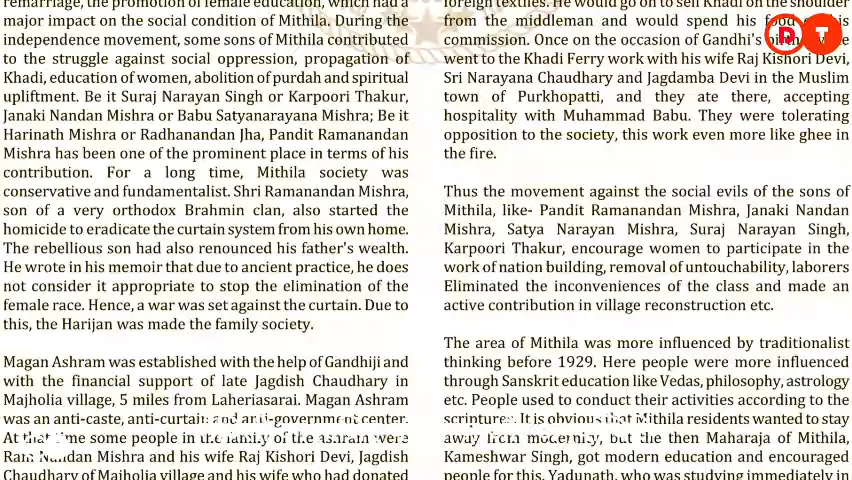 remarriage, the promotion of female education, which had a
major impact on the social condition of Mithila. During the
independence movement, some sons of Mithila contributed
to the struggle against social oppression, propagation of
Khadi, education of women, abolition of purdah and spiritual
upliftment. Be it Suraj Narayan Singh or Karpoori Thakur,
Janaki Nandan Mishra or Babu Satyanarayana Mishra; Be it
Harinath Mishra or Radhanandan Jha, Pandit Ramanandan
Mishra has been one of the prominent place in terms of his
contribution. For a long time, Mithila society was
conservative and fundamentalist. Shri Ramanandan Mishra,
son of a very orthodox Brahmin clan, also started the
homicide to eradicate the curtain system from his own home.
The rebellious son had also renounced his father's wealth.
He wrote in his memoir that due to ancient practice, he does
not consider it appropriate to stop the elimination of the
female race. Hence, a war was set against the curtain. Due to
this, the Harijan was made the family society.
Magan Ashram was established with the help of Gandhiji and
with the financial support of late Jagdish Chaudhary in
Majholia village, 5 miles from Laheriasarai. Magan Ashram
was an anti-caste, anti-curtain and anti-government center.
At that time some people in the family of the ashram were
Ram Nandan Mishra and his wife Raj Kishori Devi, Jagdish
Chaudhary of Majholia village and his wife who had donated
foreign textiles. He would go on to sell Khadi on the shoulder
from the middleman and would spend his food his
commission. Once on the occasion of Gandhi's
went to the Khadi Ferry work with his wife Raj Kishori Devi,
Sri Narayana Chaudhary and Jagdamba Devi in the Muslim
town of Purkhopatti, and they ate there, accepting
hospitality with Muhammad Babu. They were tolerating
opposition to the society, this work even more like ghee in
the fire.
Thus the movement against the social evils of the sons of
Mithila, like- Pandit Ramanandan Mishra, Janaki Nandan
Mishra, Satya Narayan Mishra, Suraj Narayan Singh,
Karpoori Thakur, encourage women to participate in the
work of nation building, removal of untouchability, laborers
Eliminated the inconveniences of the class and made an
active contribution in village reconstruction etc.
The area of Mithila was more influenced by traditionalist
thinking before 1929. Here people were more influenced
through Sanskrit education like Vedas, philosophy, astrology
etc. People used to conduct their activities according to the
scriptures. It is obvious that Mithila residents wanted to stay
away from modernity, but the then Maharaja of Mithila,
Kameshwar Singh, got modern education and encouraged
people for this. Yadunath, who was studying immediately in
D T